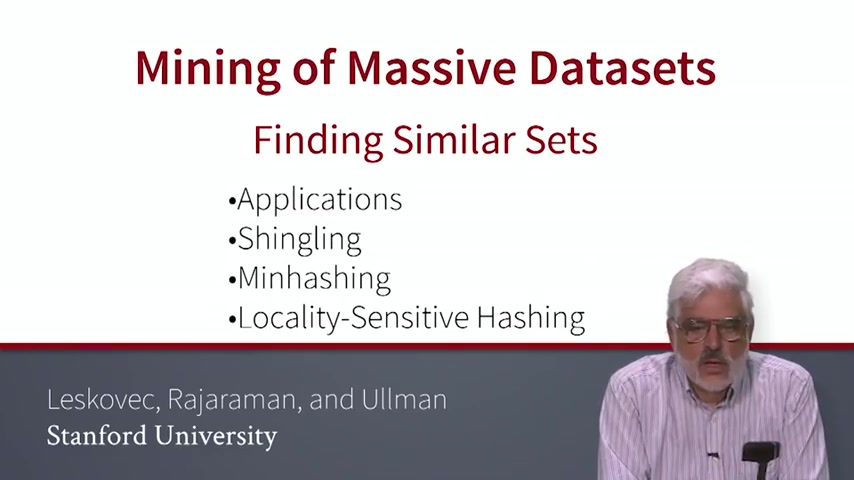 Mining of Massive Datasets
Finding Similar Sets
•Applications
•Shingling
•Minhashing
•Locality-Sensitive Hashing
Leskovec, Rajaraman, and Ullman
Stanford University